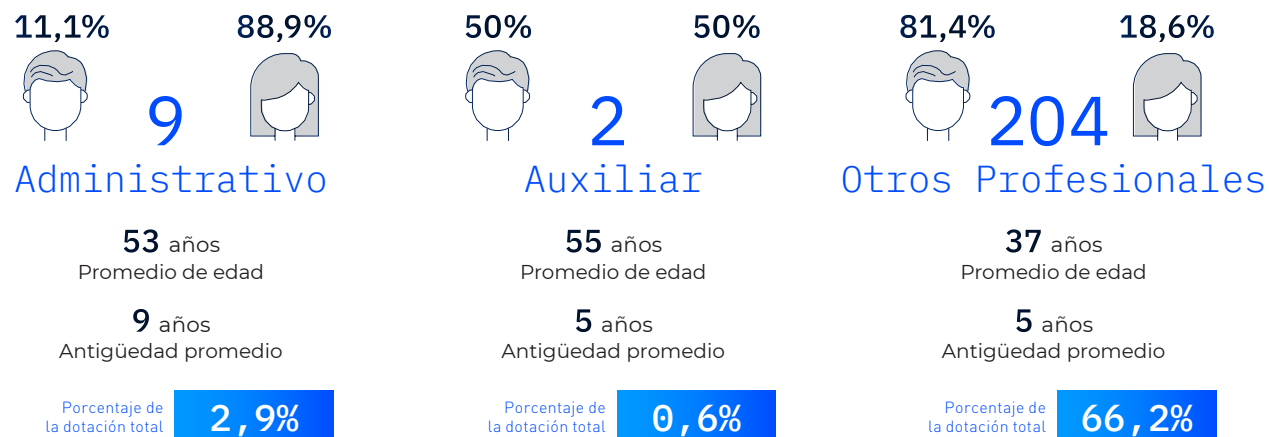 11,1%
88,9%
9
Administrativo
53 años
Promedio de edad
9 años
Antigüedad promedio
Porcentaje de
la dotación total
2,9%
50%
50%
2
Auxiliar
55 años
Promedio de edad
5 años
Antigüedad promedio
Porcentaje de
la dotación total
0,6%
81,4%
18,6%
204
Otros Profesionales
37 años
Promedio de edad
5 años
Antigüedad promedio
Porcentaje de
la dotación total
66,2%